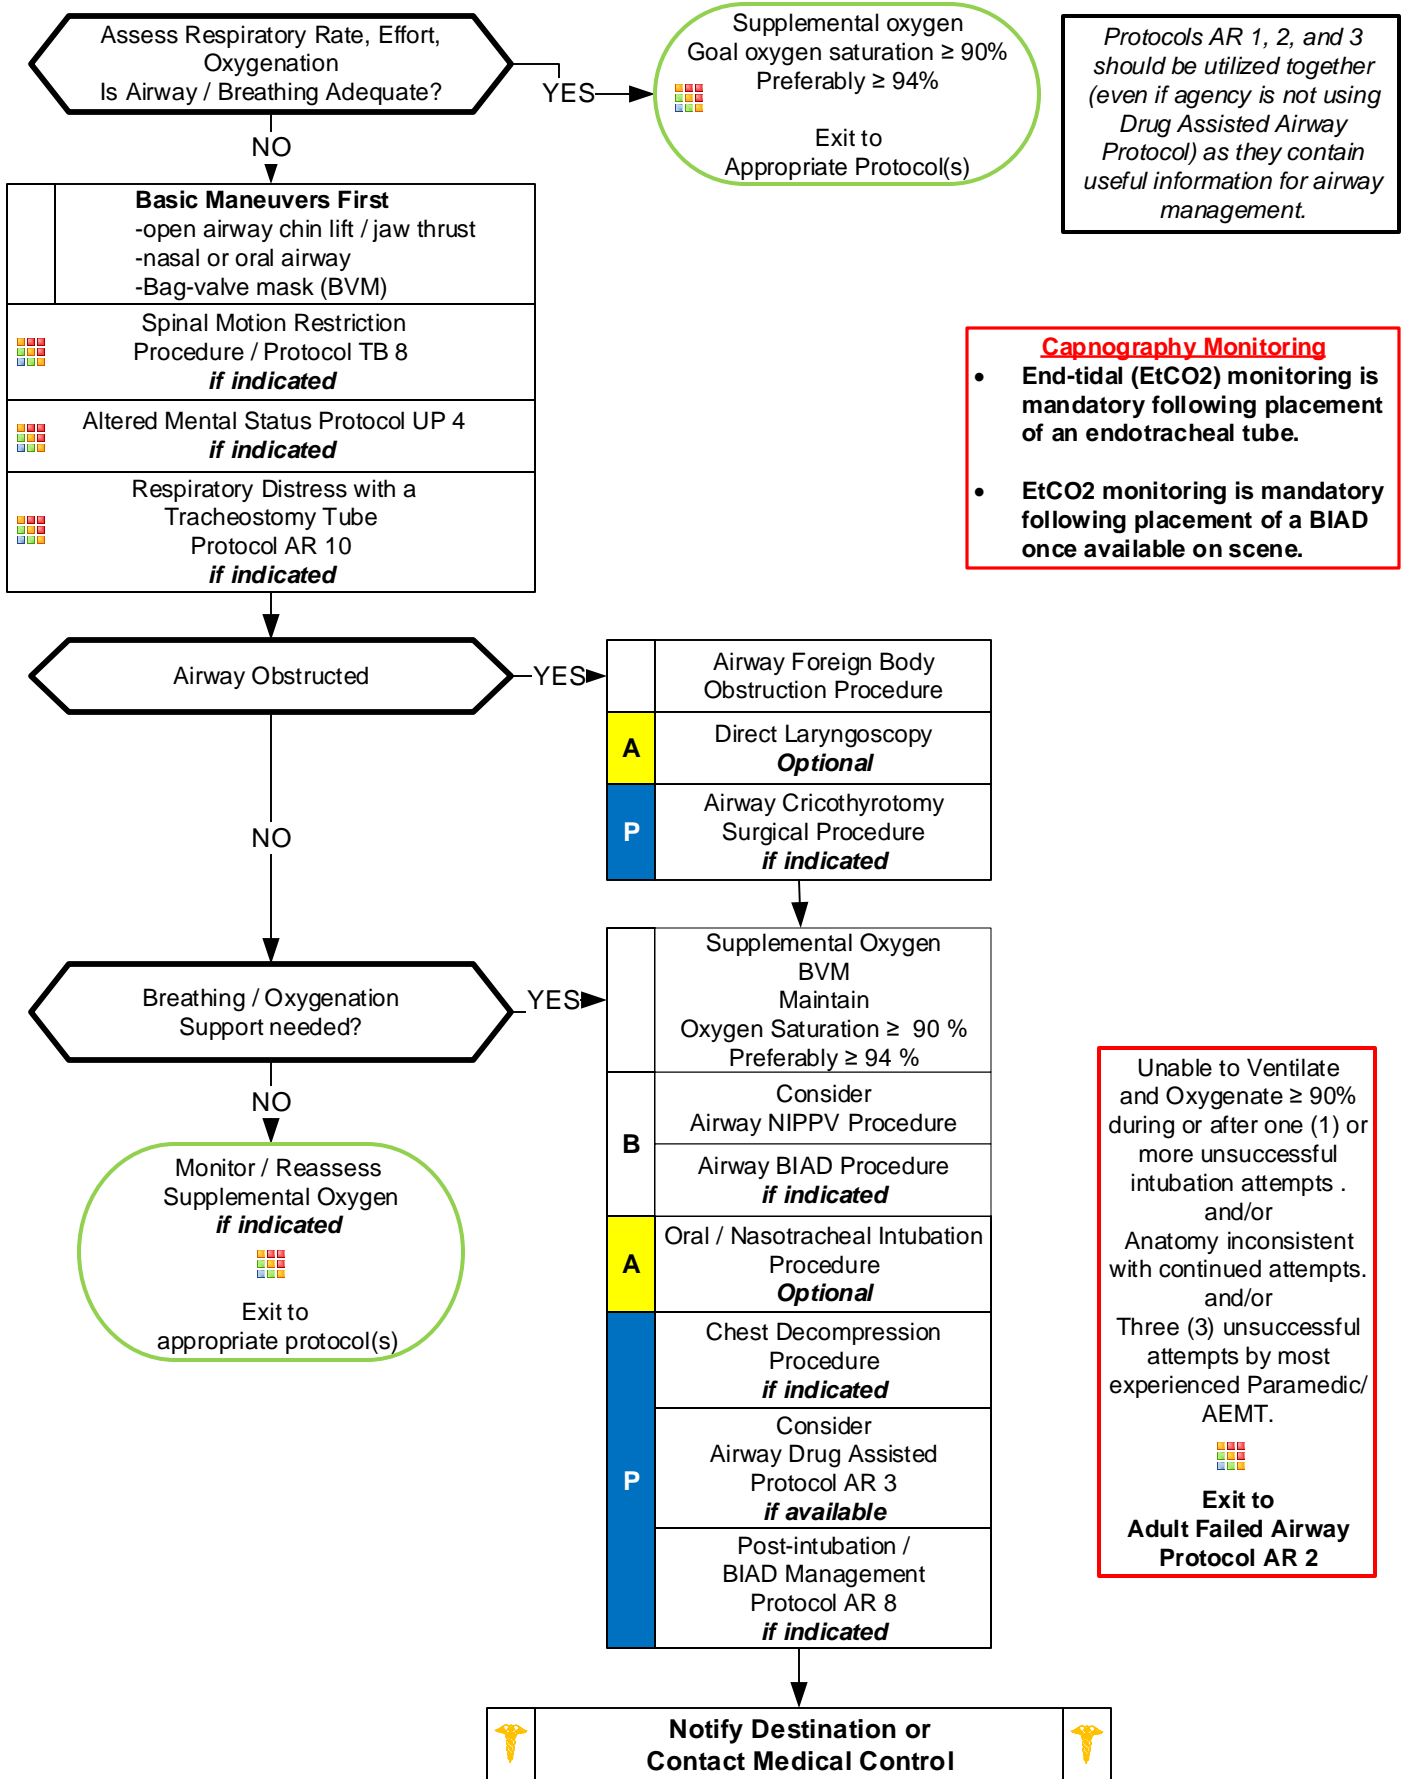 Assess Respiratory Rate, Effort,
Oxygenation
Is Airway / Breathing Adequate?
YES
Supplemental oxygen
Goal oxygen saturation ≥ 90%
Preferably ≥ 94%
Exit to
Appropriate Protocol(s)
Protocols AR 1, 2, and 3
should be utilized together
(even if agency is not using
Drug Assisted Airway
Protocol) as they contain
useful information for airway
management.
NO
Basic Maneuvers First
-open airway chin lift / jaw thrust
-nasal or oral airway
-Bag-valve mask (BVM)
Spinal Motion Restriction
Procedure / Protocol TB 8
if indicated
Altered Mental Status Protocol UP 4
if indicated
Respiratory Distress with a
Tracheostomy Tube
Protocol AR 10
if indicated
Capnography Monitoring
• End-tidal (EtCO2) monitoring is
mandatory following placement
of an endotracheal tube.
• EtCO2 monitoring is mandatory
following placement of a BIAD
once available on scene.
Airway Obstructed
YES
Airway Foreign Body
Obstruction Procedure
A
Direct Laryngoscopy
Optional
P
Airway Cricothyrotomy
Surgical Procedure
if indicated
NO
Breathing / Oxygenation
Support needed?
YES
Supplemental Oxygen
BVM
Maintain
Oxygen Saturation ≥ 90 %
Preferably ≥ 94 %
B
Consider
Airway NIPPV Procedure
Airway BIAD Procedure
if indicated
A
Oral / Nasotracheal Intubation
Procedure
Optional
P
Chest Decompression
Procedure
if indicated
Consider
Airway Drug Assisted
Protocol AR 3
if available
Post-intubation /
BIAD Management
Protocol AR 8
if indicated
NO
Monitor / Reassess
Supplemental Oxygen
if indicated
Exit to
appropriate protocol(s)
Unable to Ventilate
and Oxygenate ≥ 90%
during or after one (1) or
more unsuccessful
intubation attempts .
and/or
Anatomy inconsistent
with continued attempts.
and/or
Three (3) unsuccessful
attempts by most
experienced Paramedic/
AEMT.
Exit to
Adult Failed Airway
Protocol AR 2
Notify Destination or
Contact Medical Control